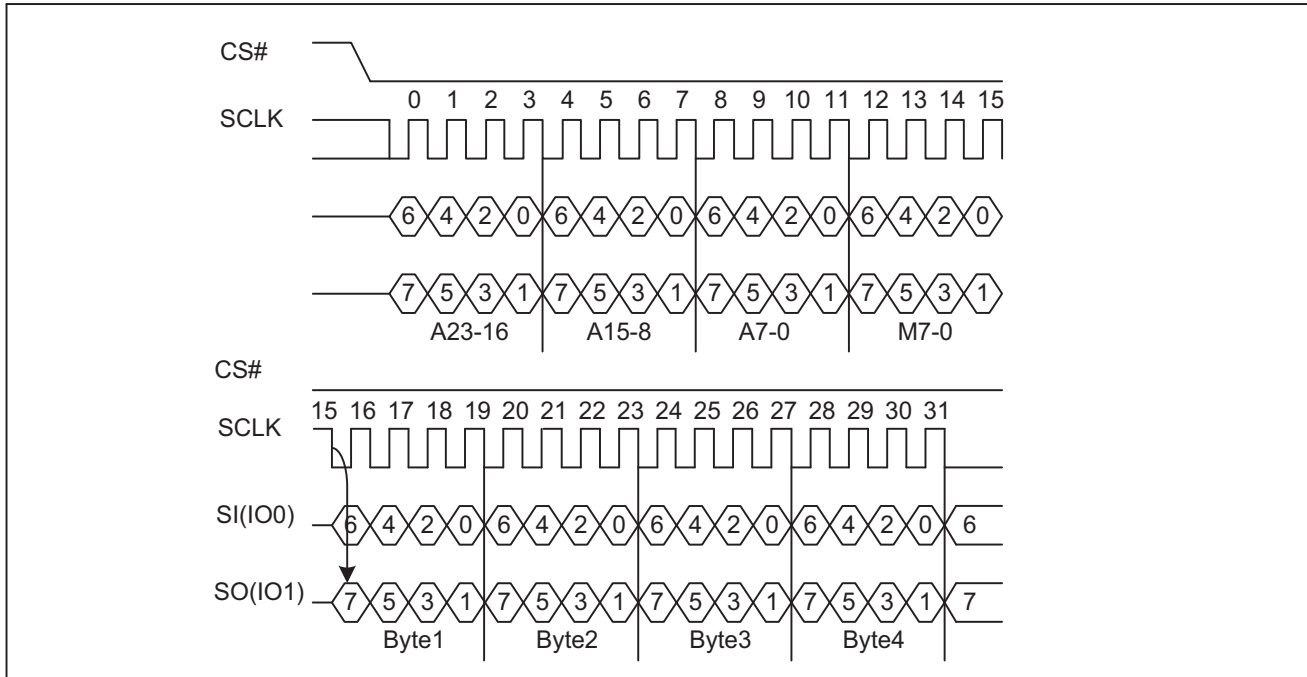 CS#
0 1 2 3 4 5 6 7 8 9 10 11 12 13 14 15
SCLK
6 4 2 0 6 4 2 0 6 4 2 0 6 4 2 0
7 5 3 1 7 5 3 1 7 5 3 1 7 5 3 1
A23-16 A15-8 A7-0 M7-0
CS#
15 16 17 18 19 20 21 22 23 24 25 26 27 28 29 30 31
SCLK
SI(IO0) 6 4 2 0 6 4 2 0 6 4 2 0 6 4 2 0 6
SO(IO1) 7 5 3 1 7 5 3 1 7 5 3 1 7 5 3 1 7
Byte1 Byte2 Byte3 Byte4